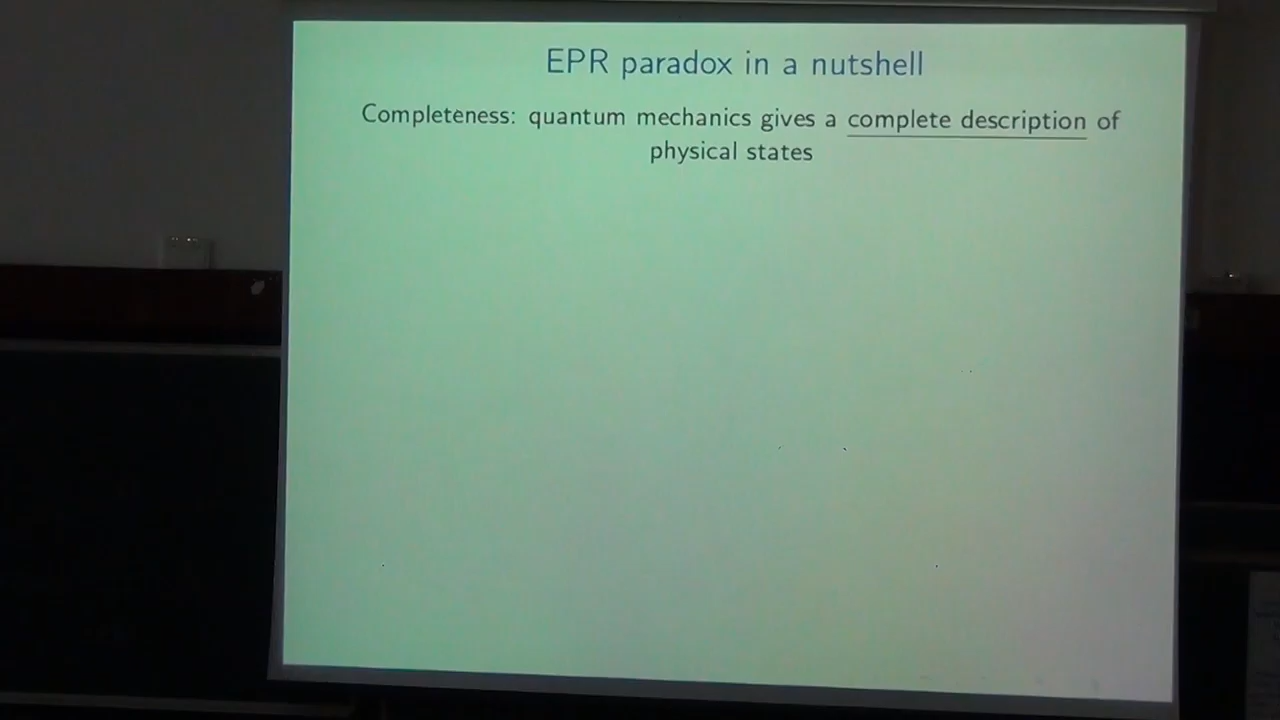 EPR paradox in a nutshell
Completeness: quantum mechanics gives a complete description of
physical states